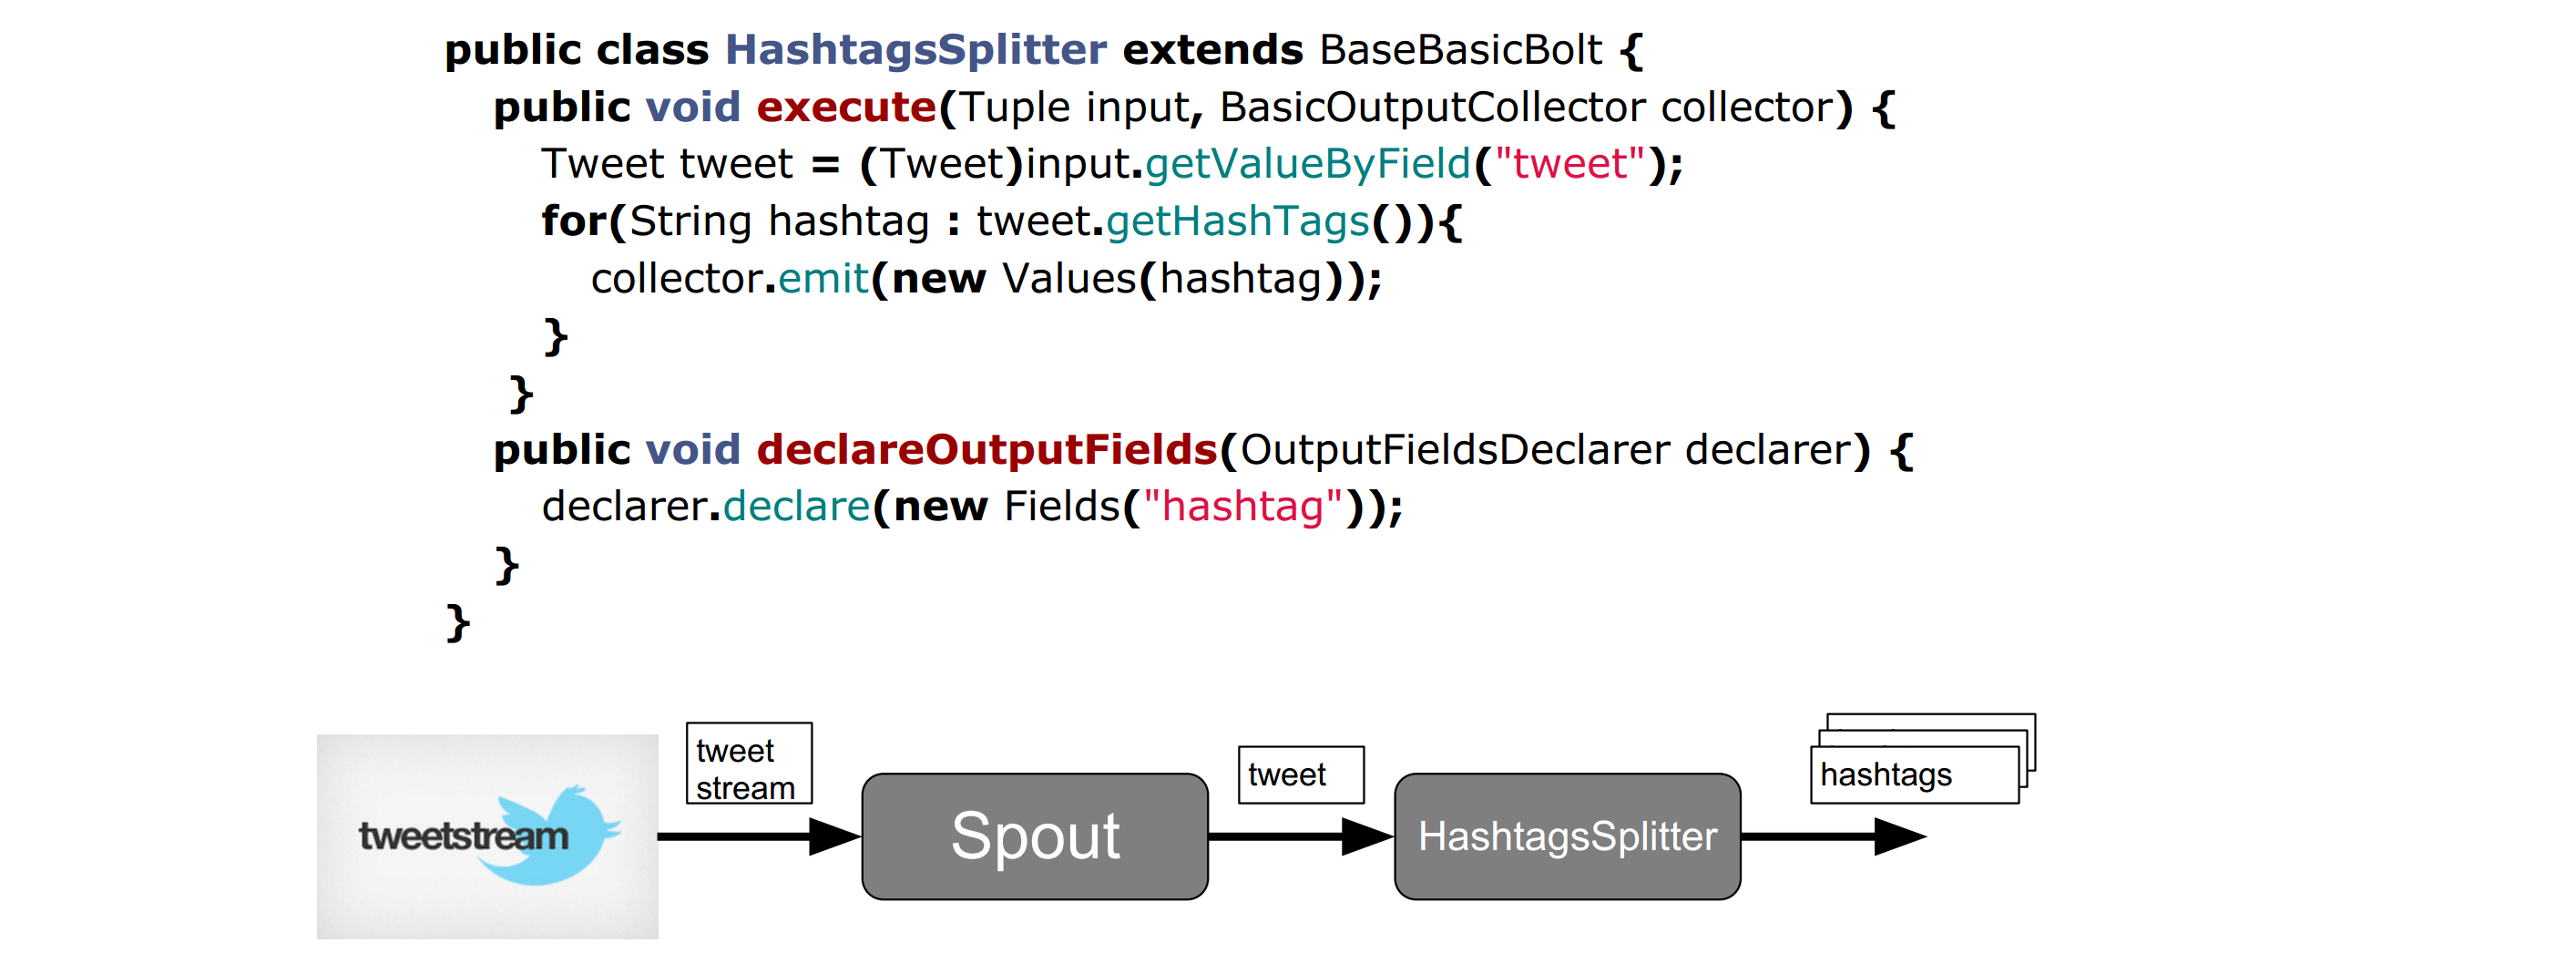 public class HashtagsSplitter extends BaseBasicBolt {
public void execute(Tuple input, BasicOutputCollector collector) {
Tweet tweet = (Tweet)input.getValueByField("tweet");
for(String hashtag : tweet.getHashTags()){
collector.emit(new Values(hashtag));
}
}
public void declareOutputFields(OutputFieldsDeclarer declarer) {
declarer.declare(new Fields("hashtag"));
}
}
tweetstream
tweet
stream
Spout
tweet
HashtagsSplitter
hashtags